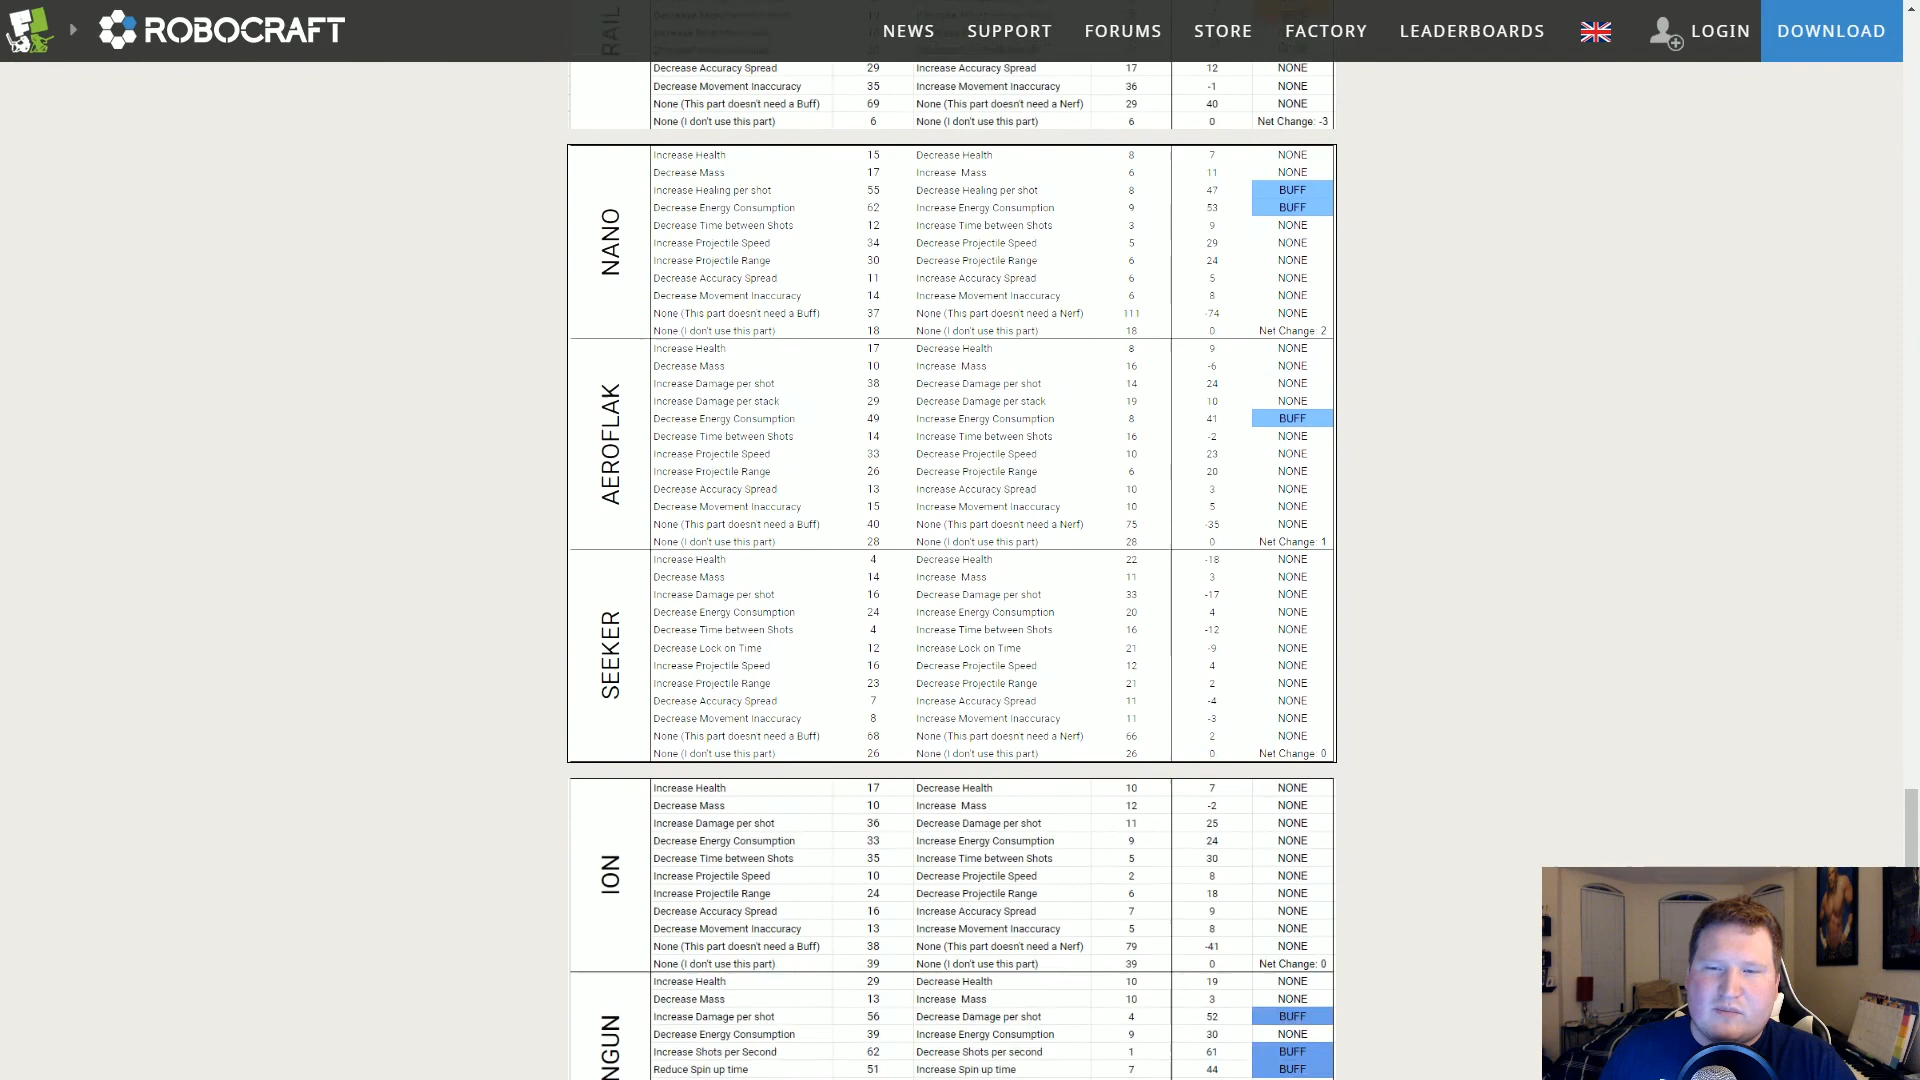 ROBOCRAFT NEWS SUPPORT FORUMS STORE FACTORY LEADERBOARDS LOGIN DOWNLOAD
RAIL
Decrease Accuracy Spread 29 Increase Accuracy Spread 17 12 NONE
Decrease Movement Inaccuracy 35 Increase Movement Inaccuracy 36 -1 NONE
None (This part doesn't need a Buff) 69 None (This part doesn't need a Nerf) 29 40 NONE
None (I don't use this part) 6 None (I don't use this part) 6 0 Net Change: -3
NANO
Increase Health 15 Decrease Health 8 7 NONE
Decrease Mass 17 Increase Mass 6 11 NONE
Increase Healing per shot 55 Decrease Healing per shot 8 47 BUFF
Decrease Energy Consumption 62 Increase Energy Consumption 9 53 BUFF
Decrease Time between Shots 12 Increase Time between Shots 3 9 NONE
Increase Projectile Speed 34 Decrease Projectile Speed 5 29 NONE
Increase Projectile Range 30 Decrease Projectile Range 6 24 NONE
Decrease Accuracy Spread 11 Increase Accuracy Spread 6 5 NONE
Decrease Movement Inaccuracy 14 Increase Movement Inaccuracy 6 8 NONE
None (This part doesn't need a Buff) 37 None (This part doesn't need a Nerf) 111 -74 NONE
None (I don't use this part) 18 None (I don't use this part) 18 0 Net Change: 2
AEROFLAK
Increase Health 17 Decrease Health 8 9 NONE
Decrease Mass 10 Increase Mass 16 -6 NONE
Increase Damage per shot 38 Decrease Damage per shot 14 24 NONE
Increase Damage per stack 29 Decrease Damage per stack 19 10 NONE
Decrease Energy Consumption 49 Increase Energy Consumption 8 41 BUFF
Decrease Time between Shots 14 Increase Time between Shots 16 -2 NONE
Increase Projectile Speed 33 Decrease Projectile Speed 10 23 NONE
Increase Projectile Range 26 Decrease Projectile Range 6 20 NONE
Decrease Accuracy Spread 13 Increase Accuracy Spread 10 3 NONE
Decrease Movement Inaccuracy 15 Increase Movement Inaccuracy 10 5 NONE
None (This part doesn't need a Buff) 40 None (This part doesn't need a Nerf) 75 -35 NONE
None (I don't use this part) 28 None (I don't use this part) 28 0 Net Change: 1
SEEKER
Increase Health 4 Decrease Health 22 -18 NONE
Decrease Mass 14 Increase Mass 11 3 NONE
Increase Damage per shot 16 Decrease Damage per shot 33 -17 NONE
Decrease Energy Consumption 24 Increase Energy Consumption 20 4 NONE
Decrease Time between Shots 4 Increase Time between Shots 16 -12 NONE
Decrease Lock on Time 12 Increase Lock on Time 21 -9 NONE
Increase Projectile Speed 16 Decrease Projectile Speed 12 4 NONE
Increase Projectile Range 23 Decrease Projectile Range 21 2 NONE
Decrease Accuracy Spread 7 Increase Accuracy Spread 11 -4 NONE
Decrease Movement Inaccuracy 8 Increase Movement Inaccuracy 11 -3 NONE
None (This part doesn't need a Buff) 68 None (This part doesn't need a Nerf) 66 2 NONE
None (I don't use this part) 26 None (I don't use this part) 26 0 Net Change: 0
ION
Increase Health 17 Decrease Health 10 7 NONE
Decrease Mass 10 Increase Mass 12 -2 NONE
Increase Damage per shot 36 Decrease Damage per shot 11 25 NONE
Decrease Energy Consumption 33 Increase Energy Consumption 9 24 NONE
Decrease Time between Shots 35 Increase Time between Shots 5 30 NONE
Increase Projectile Speed 10 Decrease Projectile Speed 2 8 NONE
Increase Projectile Range 24 Decrease Projectile Range 6 18 NONE
Decrease Accuracy Spread 16 Increase Accuracy Spread 7 9 NONE
Decrease Movement Inaccuracy 13 Increase Movement Inaccuracy 5 8 NONE
None (This part doesn't need a Buff) 38 None (This part doesn't need a Nerf) 79 -41 NONE
None (I don't use this part) 39 None (I don't use this part) 39 0 Net Change: 0
NGUN
Increase Health 29 Decrease Health 10 19 NONE
Decrease Mass 13 Increase Mass 10 3 NONE
Increase Damage per shot 56 Decrease Damage per shot 4 52 BUFF
Decrease Energy Consumption 39 Increase Energy Consumption 9 30 NONE
Increase Shots per Second 62 Decrease Shots per second 1 61 BUFF
Reduce Spin up time 51 Increase Spin up time 7 44 BUFF